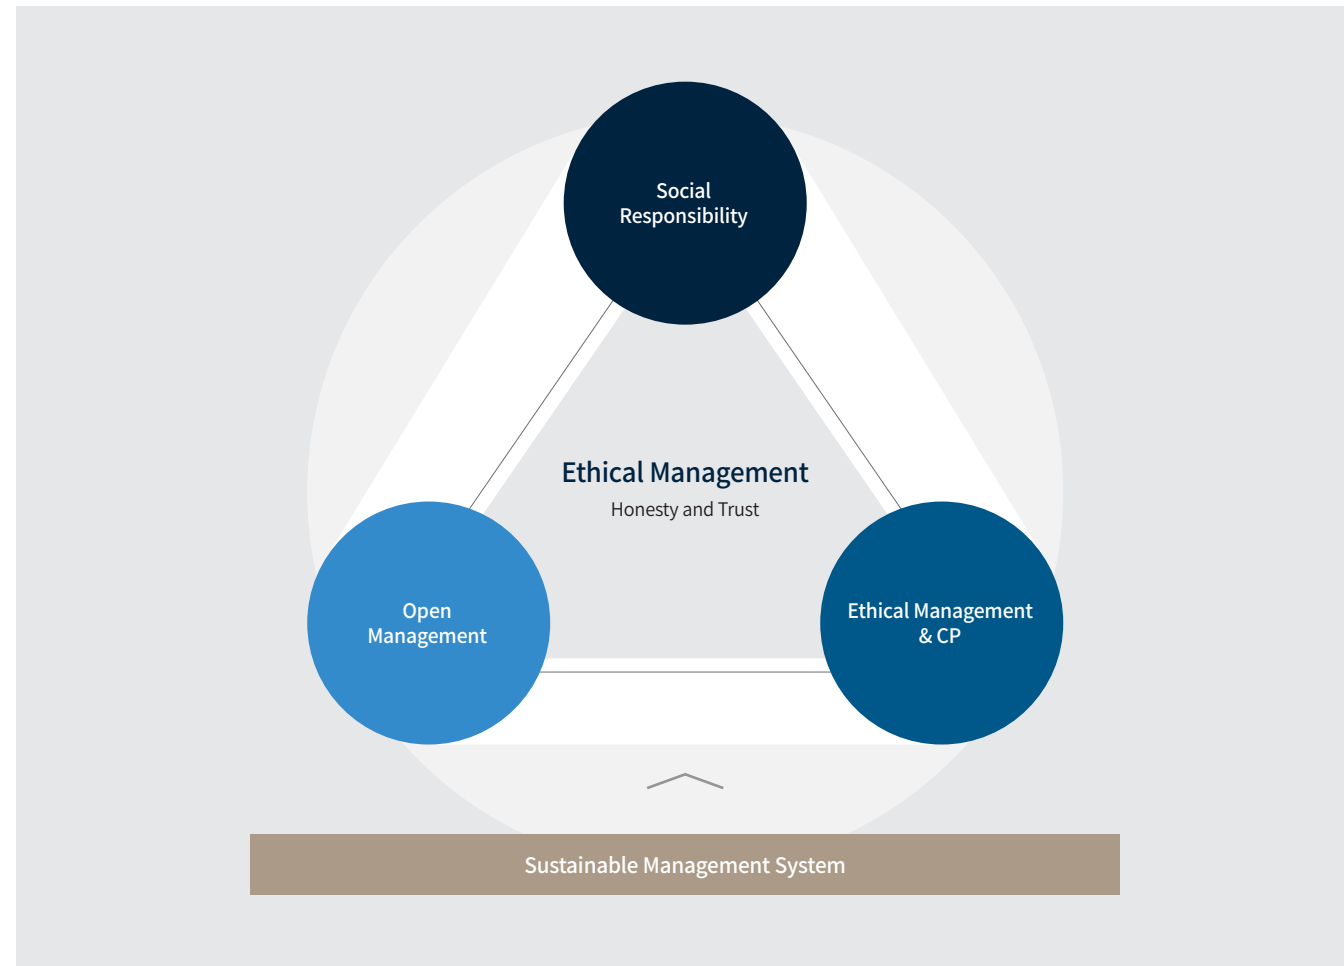 Social
Responsibility
Ethical Management
Honesty and Trust
Open
Management
Ethical Management
& CP
Sustainable Management System